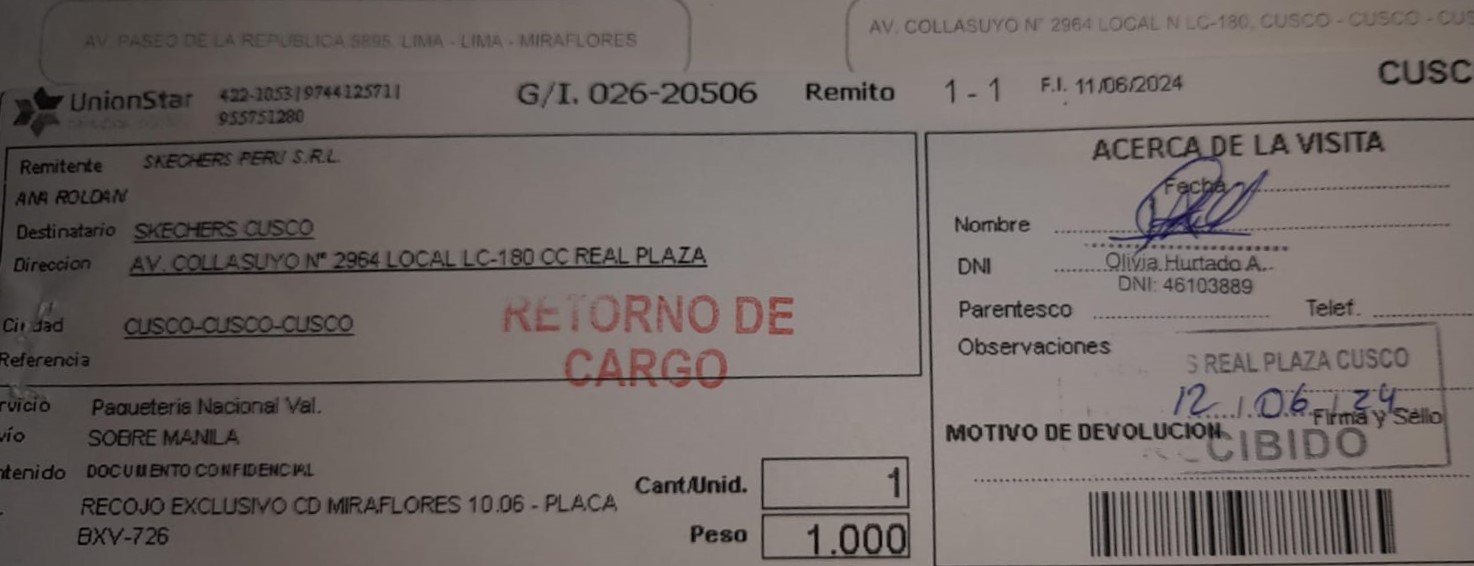 AV. PASEO DE LA REPUBLICA 5895, LIMA - LIMA - MIRAFLORES
AV. COLLASUYO N° 2964 LOCAL N LC-180, CUSCO - CUSCO - CUS
UnionStar 422-1053|974412571|
955751280
G/I. 026-20506 Remito 1 - 1 F.I. 11/06/2024 CUSC
Remitente SKECHERS PERU S.R.L.
ANA ROLDAN
Destinatario SKECHERS CUSCO
Direccion AV. COLLASUYO N° 2964 LOCAL LC-180 CC REAL PLAZA
Ciudad CUSCO-CUSCO-CUSCO
Referencia
RETORNO DE
CARGO
rvicio Paqueteria Nacional Val.
vío SOBRE MANILA
ntenido DOCUMENTO CONFIDENCIAL
RECOJO EXCLUSIVO CD MIRAFLORES 10.06 - PLACA
BXV-726
Cant/Unid. 1
Peso 1.000
ACERCA DE LA VISITA
Fecha
Nombre
DNI Olivia Hurtado A.
DNI: 46103889
Parentesco Telef.
Observaciones
S REAL PLAZA CUSCO
12 / 06 / 24
Firma y Sello
MOTIVO DE DEVOLUCION
CIBIDO